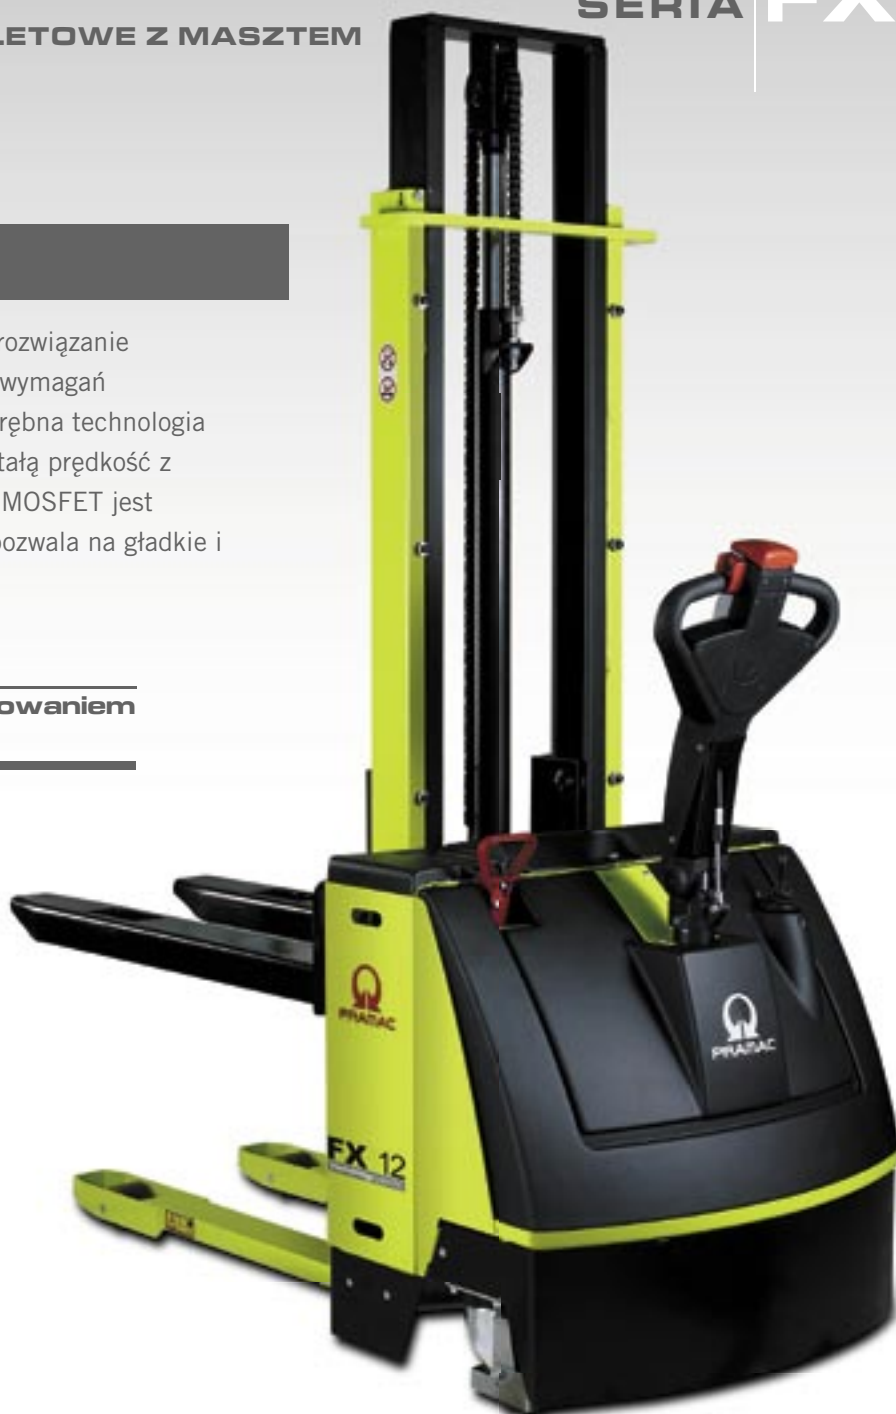 SERIA FX
LETOWE Z MASZTEM
rozwiązanie
wymagań
rębna technologia
tałą prędkość z
MOSFET jest
pozwala na gładkie i
owaniem
PRAMAC
PRAMAC
FX 12